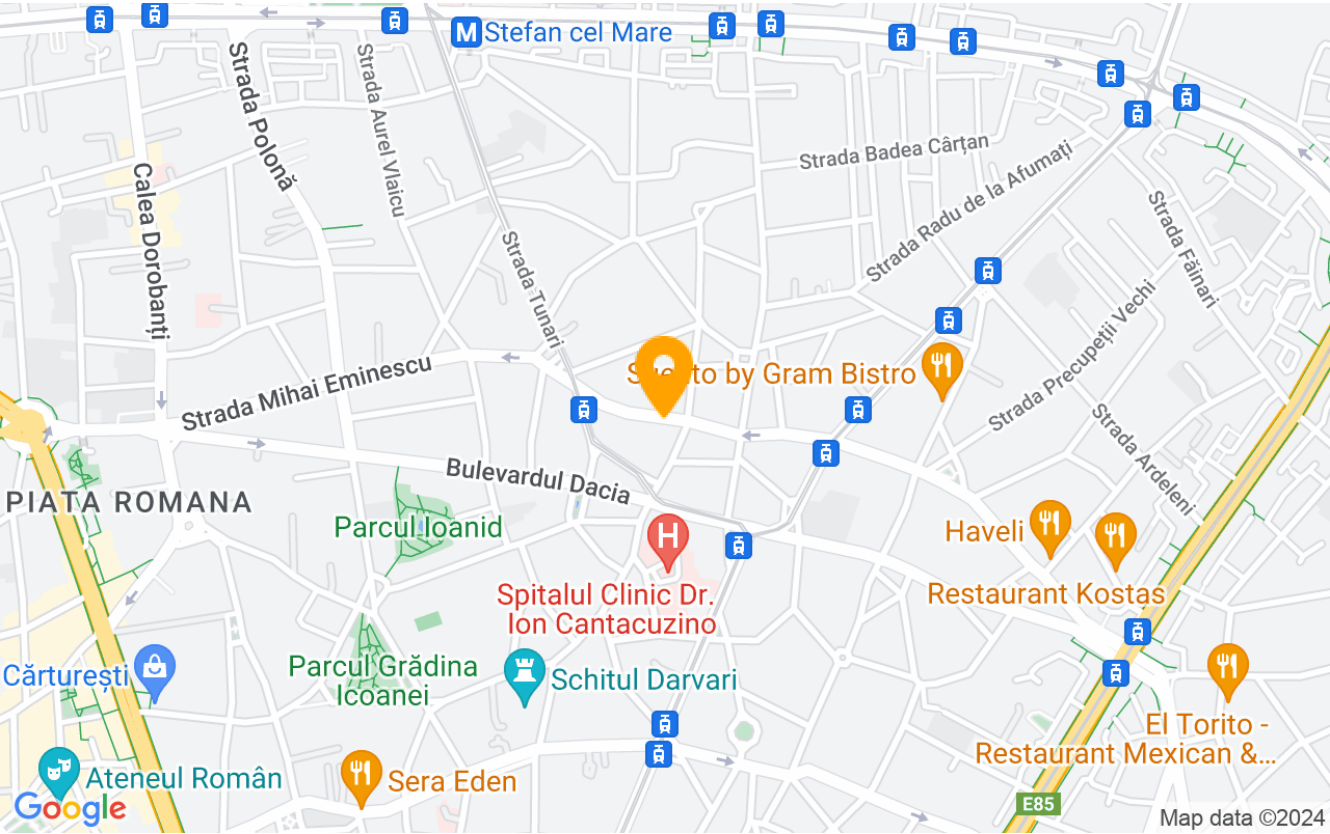 Stefan cel Mare
Strada Polonă
Strada Aurel Vlaicu
Calea Dorobanți
Strada Badea Cârțan
Strada Radu de la Afumați
Strada Făinari
Strada Tunari
Strada Precupeții Vechi
Strada Mihai Eminescu
by Gram Bistro
Strada Ardeleni
Bulevardul Dacia
PIATA ROMANA
Parcul Ioanid
Haveli
Restaurant Kostas
Spitalul Clinic Dr.
Ion Cantacuzino
Parcul Grădina
Icoanei
Cărturești
Schitul Darvari
El Torito -
Restaurant Mexican &...
Ateneul Român
Sera Eden
E85
Google
Map data ©2024